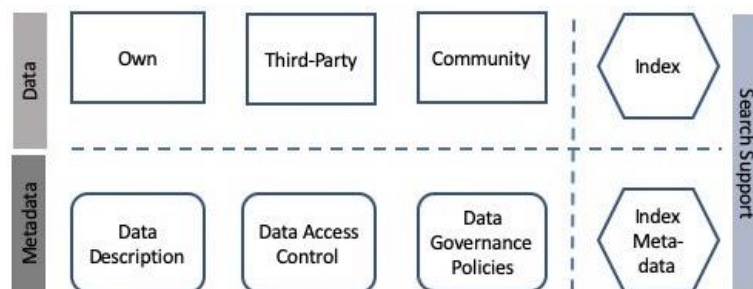 Data
Own
Third-Party
Community
Index
Search Support
Metadata
Data
Description
Data Access
Control
Data
Governance
Policies
Index
Meta-
data